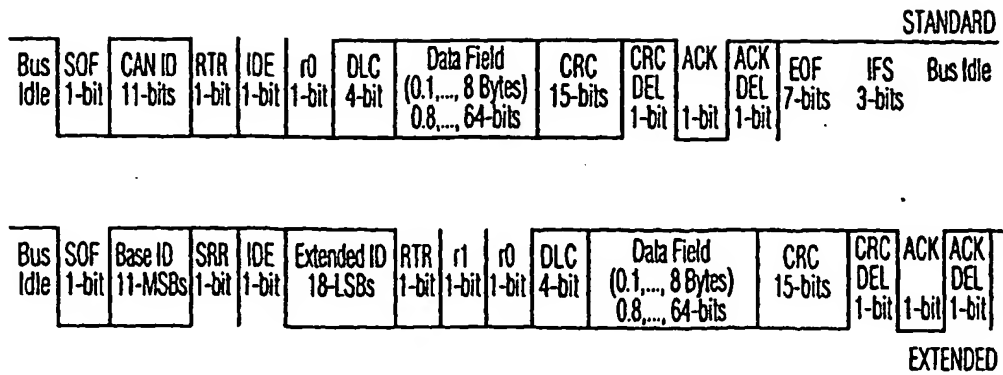 STANDARD
Bus Idle
SOF 1-bit
CAN ID 11-bits
RTR 1-bit
IDE 1-bit
r0 1-bit
DLC 4-bit
Data Field (0.1,..., 8 Bytes) 0.8,..., 64-bits
CRC 15-bits
CRC DEL 1-bit
ACK 1-bit
ACK DEL 1-bit
EOF 7-bits
IFS 3-bits
Bus Idle
Bus Idle
SOF 1-bit
Base ID 11-MSBs
SRR 1-bit
IDE 1-bit
Extended ID 18-LSBs
RTR 1-bit
r1 1-bit
r0 1-bit
DLC 4-bit
Data Field (0.1,..., 8 Bytes) 0.8,..., 64-bits
CRC 15-bits
CRC DEL 1-bit
ACK 1-bit
ACK DEL 1-bit
EXTENDED